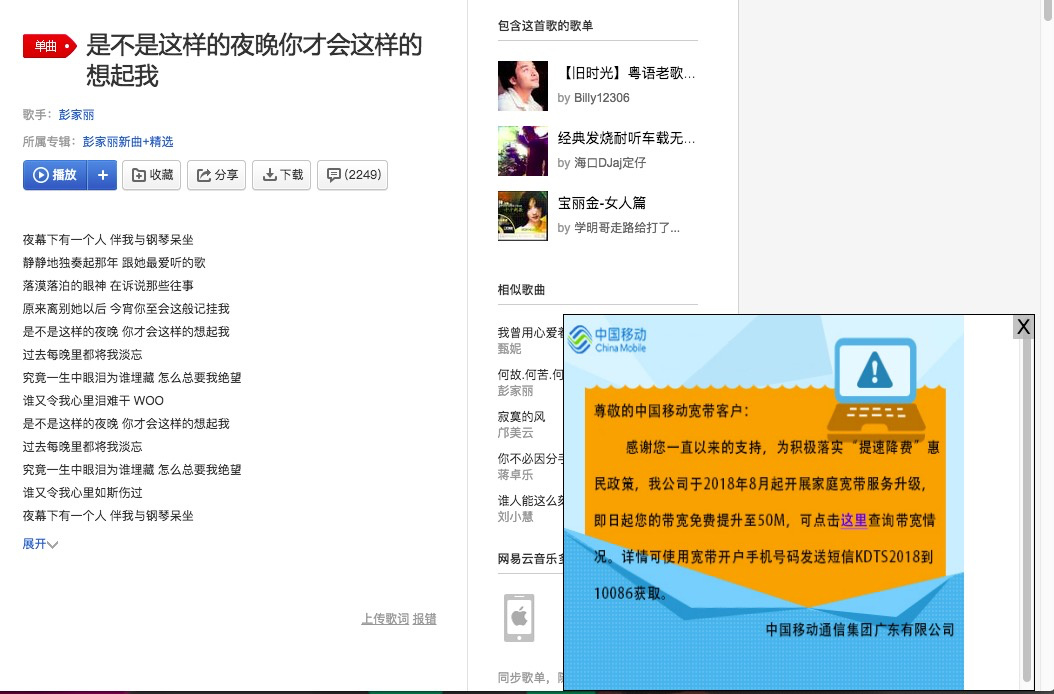 单曲
是不是这样的夜晚你才会这样的
想起我
歌手：彭家丽
所属专辑：彭家丽新曲+精选
播放 + 收藏 分享 下载 (2249)
夜幕下有一个人 伴我与钢琴呆坐
静静地独奏起那年 跟她最爱听的歌
落漠落泊的眼神 在诉说那些往事
原来离别她以后 今宵你至会这般记挂我
是不是这样的夜晚 你才会这样的想起我
过去每晚里都将我淡忘
究竟一生中眼泪为谁埋藏 怎么总要我绝望
谁又令我心里泪难干 WOO
是不是这样的夜晚 你才会这样的想起我
过去每晚里都将我淡忘
究竟一生中眼泪为谁埋藏 怎么总要我绝望
谁又令我心里如斯伤过
夜幕下有一个人 伴我与钢琴呆坐
展开
上传歌词 报错
包含这首歌的歌单
【旧时光】粤语老歌...
by Billy12306
经典发烧耐听车载无...
by 海口DJaj定仔
宝丽金-女人篇
by 学明哥走路给打了...
相似歌曲
我曾用心爱着
甄妮
何故.何苦.何
彭家丽
寂寞的风
邝美云
你不必因分手
蒋卓乐
谁人能这么刻
刘小慧
网易云音乐多
同步歌单，随
X
中国移动
China Mobile
尊敬的中国移动宽带客户：
感谢您一直以来的支持，为积极落实“提速降费”惠
民政策，我公司于2018年8月起开展家庭宽带服务升级，
即日起您的带宽免费提升至50M，可点击这里查询带宽情
况。详情可使用宽带开户手机号码发送短信KDTS2018到
10086获取。
中国移动通信集团广东有限公司